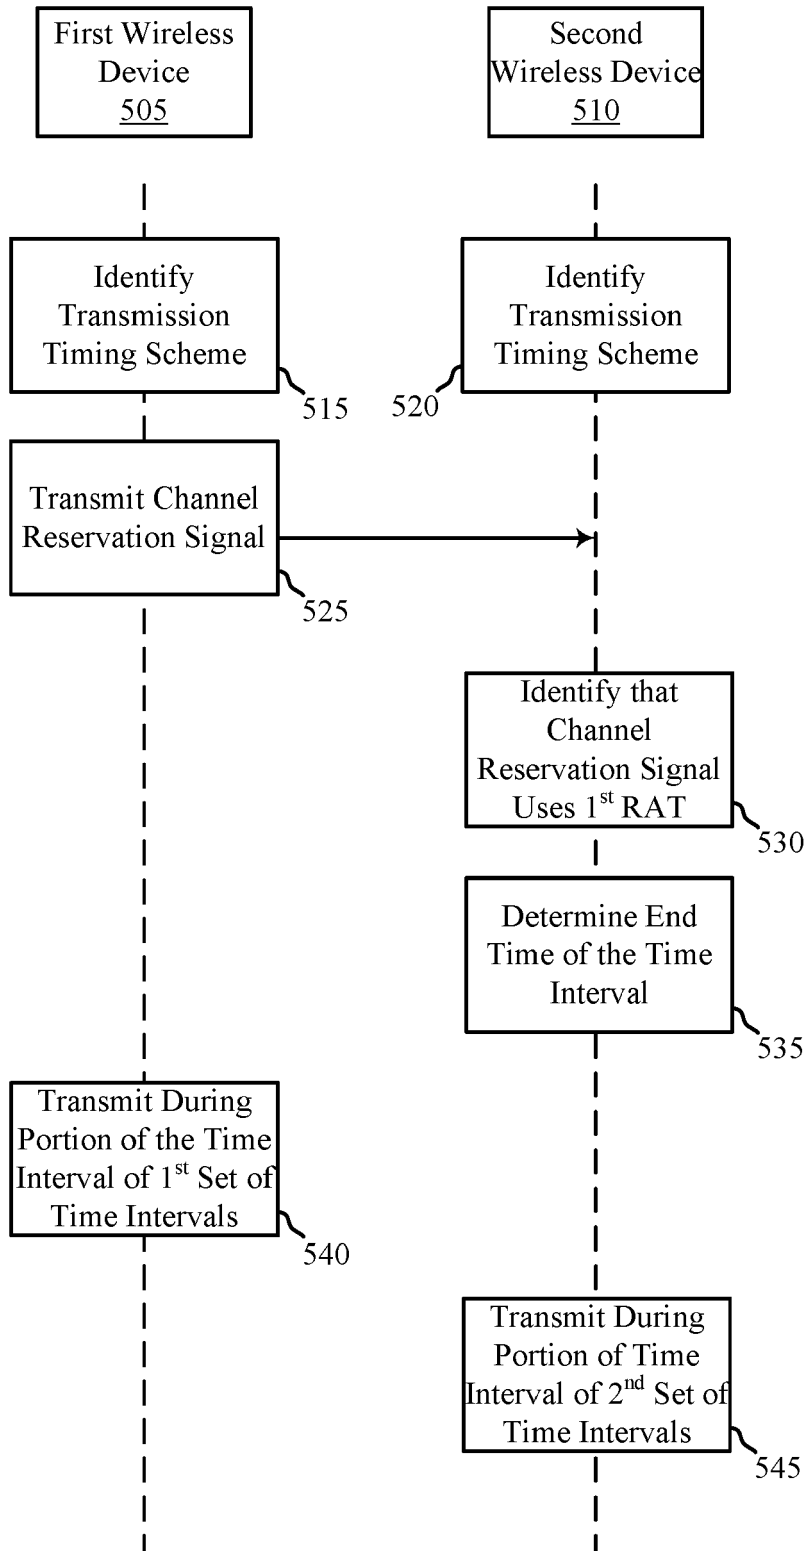 First Wireless
Device
505
Second
Wireless Device
510
Identify
Transmission
Timing Scheme
515
Identify
Transmission
Timing Scheme
520
Transmit Channel
Reservation Signal
525
Identify that
Channel
Reservation Signal
Uses 1st RAT
530
Determine End
Time of the Time
Interval
535
Transmit During
Portion of the Time
Interval of 1st Set of
Time Intervals
540
Transmit During
Portion of Time
Interval of 2nd Set of
Time Intervals
545